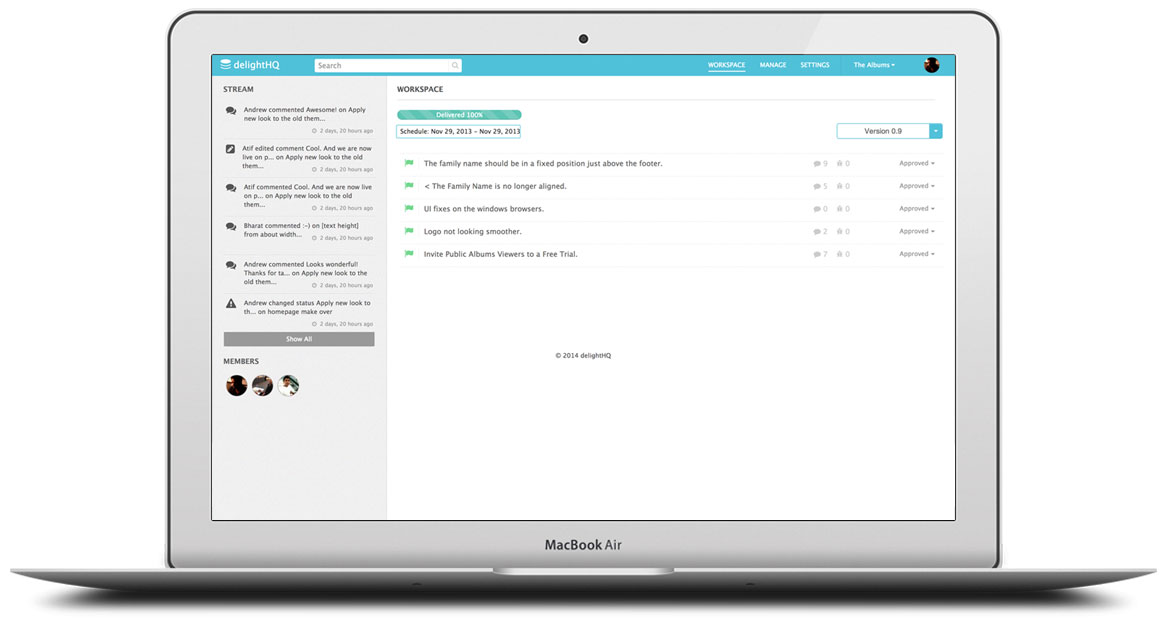 delightHQ
Search
WORKSPACE MANAGE SETTINGS The Albums
STREAM
Andrew commented Awesome! on Apply
new look to the old them...
2 days, 20 hours ago
Atif edited comment Cool. And we are now
live on p... on Apply new look to the old
them...
2 days, 20 hours ago
Atif commented Cool. And we are now live
on p... on Apply new look to the old
them...
2 days, 20 hours ago
Bharat commented :-) on [text height]
from about width...
2 days, 20 hours ago
Andrew commented Looks wonderful!
Thanks for ta... on Apply new look to the
old them...
2 days, 20 hours ago
Andrew changed status Apply new look to
th... on homepage make over
2 days, 20 hours ago
Show All
MEMBERS
WORKSPACE
Delivered 100%
Schedule: Nov 29, 2013 - Nov 29, 2013
Version 0.9
The family name should be in a fixed position just above the footer. 9 0 Approved
< The Family Name is no longer aligned. 5 0 Approved
UI fixes on the windows browsers. 0 0 Approved
Logo not looking smoother. 2 0 Approved
Invite Public Albums Viewers to a Free Trial. 7 0 Approved
© 2014 delightHQ
MacBook Air